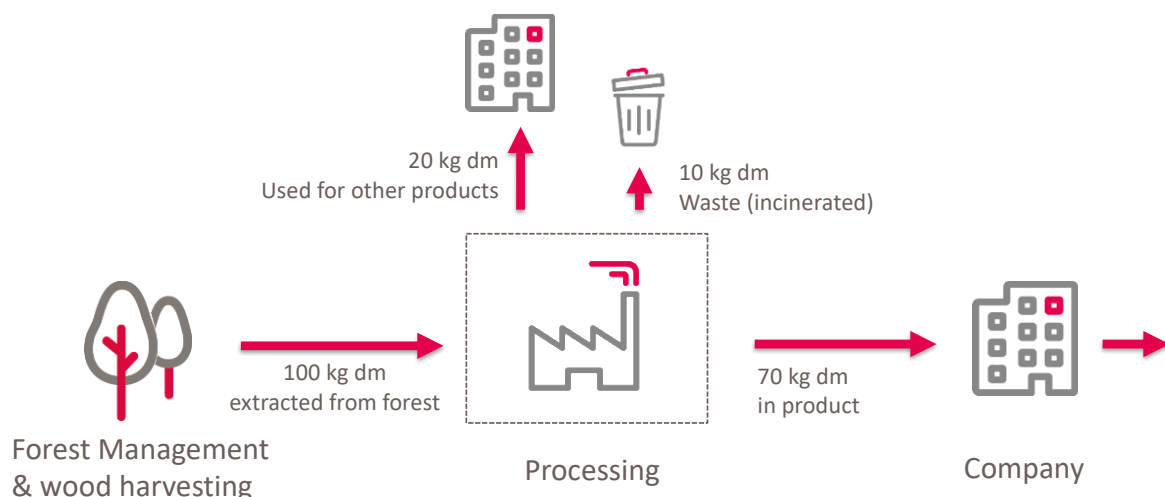 20 kg dm
Used for other products
10 kg dm
Waste (incinerated)
100 kg dm
extracted from forest
70 kg dm
in product
Forest Management
& wood harvesting
Processing
Company